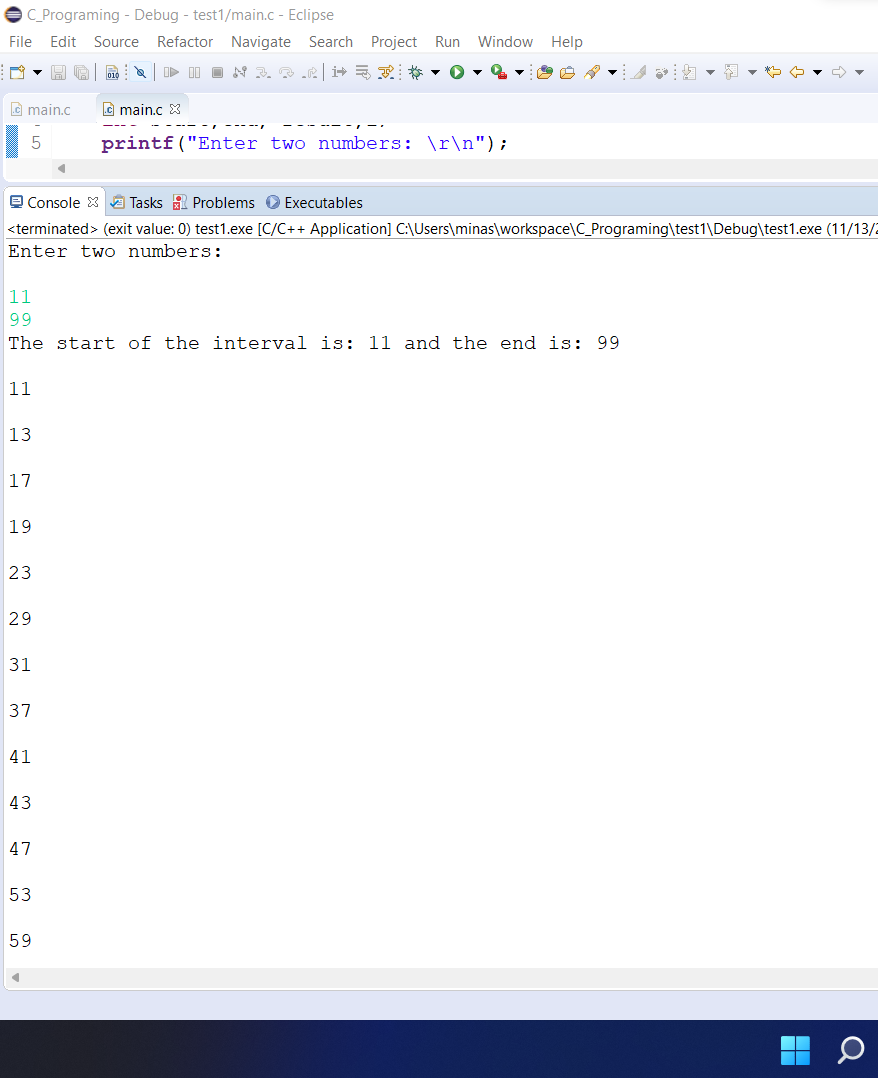 C_Programing - Debug - test1/main.c - Eclipse
File Edit Source Refactor Navigate Search Project Run Window Help
main.c main.c
5 printf("Enter two numbers: \r\n");
Console Tasks Problems Executables
<terminated> (exit value: 0) test1.exe [C/C++ Application] C:\Users\minas\workspace\C_Programing\test1\Debug\test1.exe (11/13/2
Enter two numbers:
11
99
The start of the interval is: 11 and the end is: 99
11
13
17
19
23
29
31
37
41
43
47
53
59